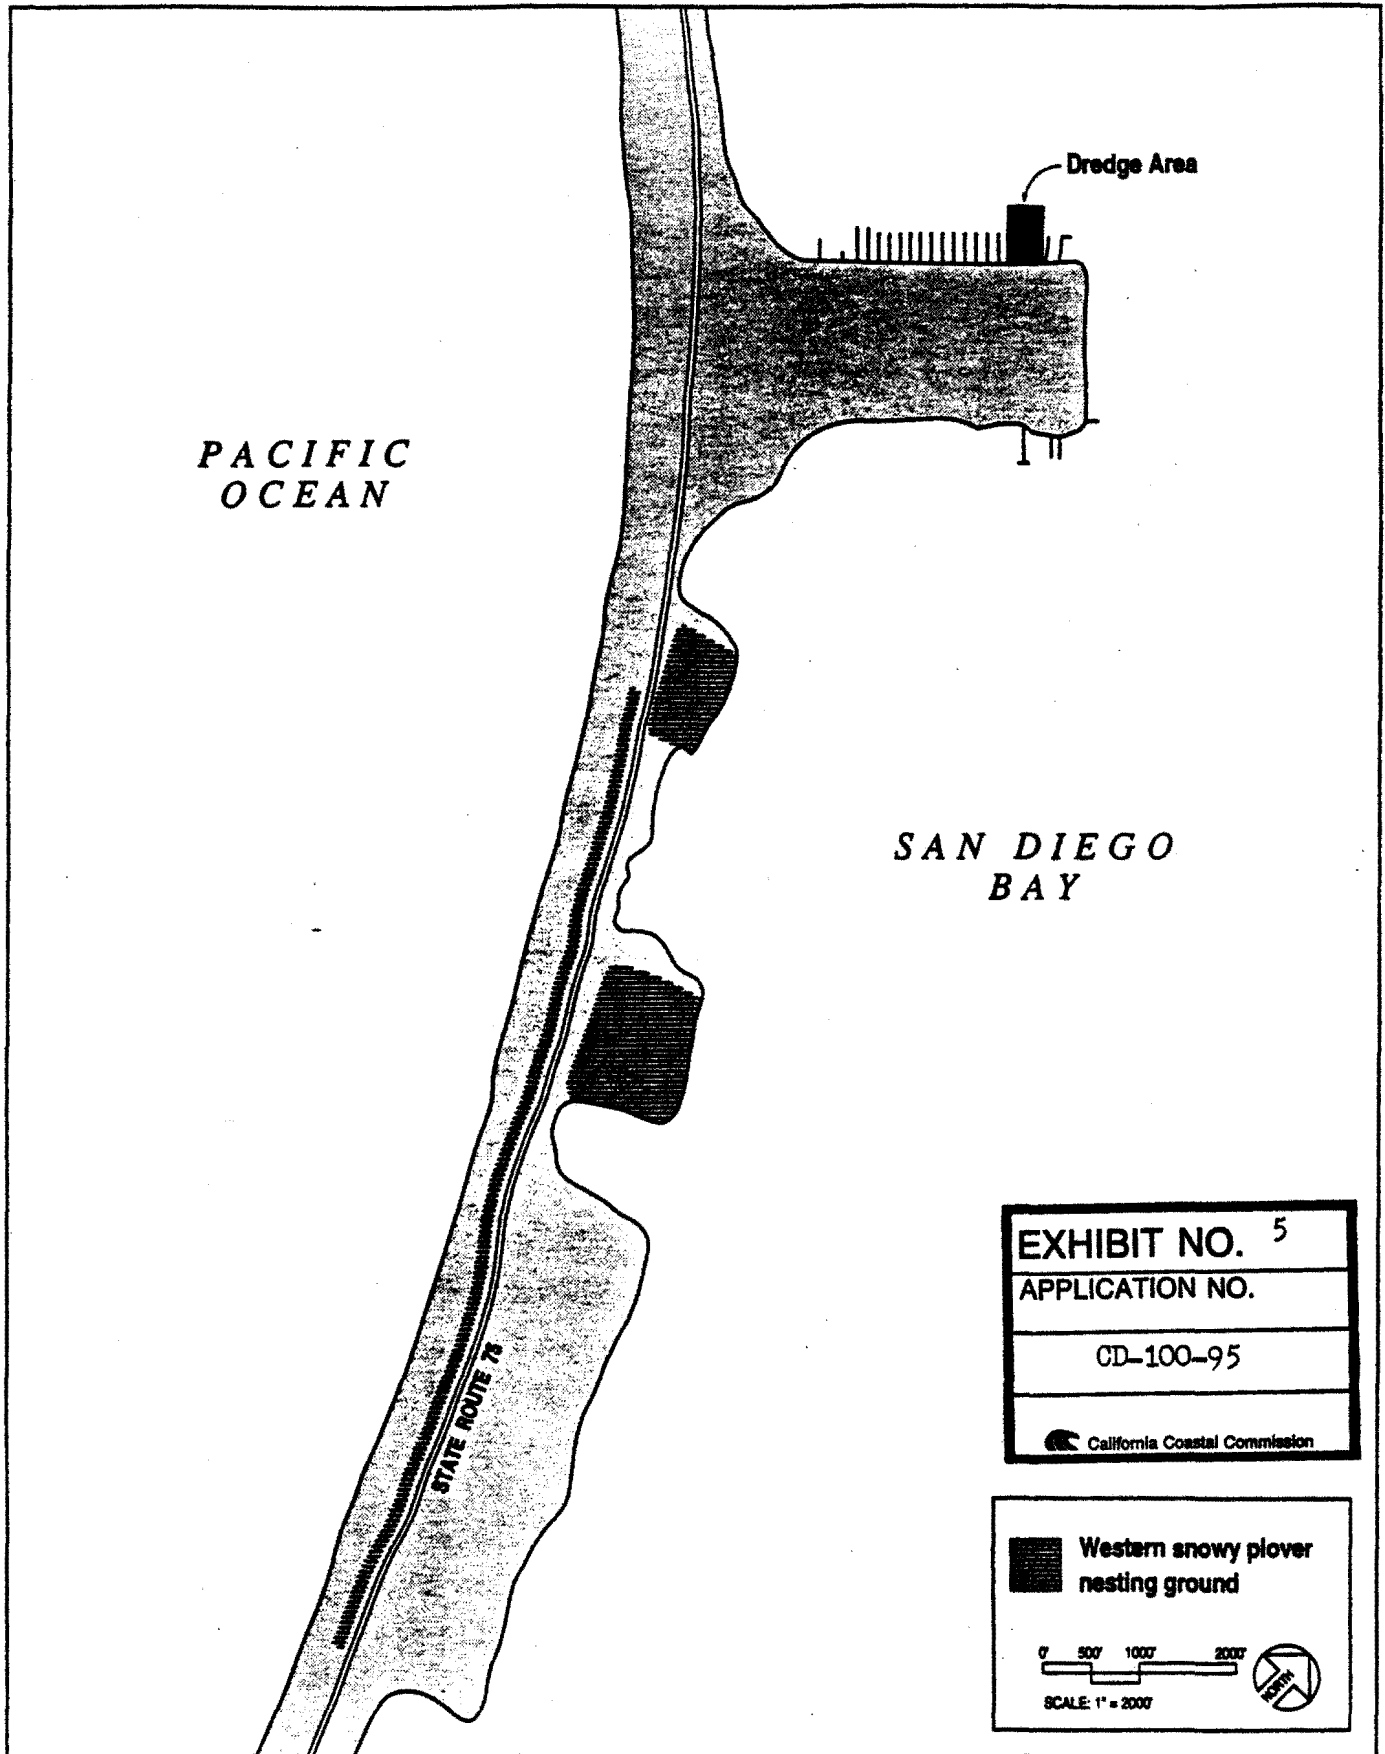 Dredge Area
PACIFIC
OCEAN
SAN DIEGO
BAY
STATE ROUTE 75
EXHIBIT NO. 5
APPLICATION NO.
CD-100-95
California Coastal Commission
Western snowy plover
nesting ground
0' 500' 1000' 2000'
SCALE: 1" = 2000'
NORTH